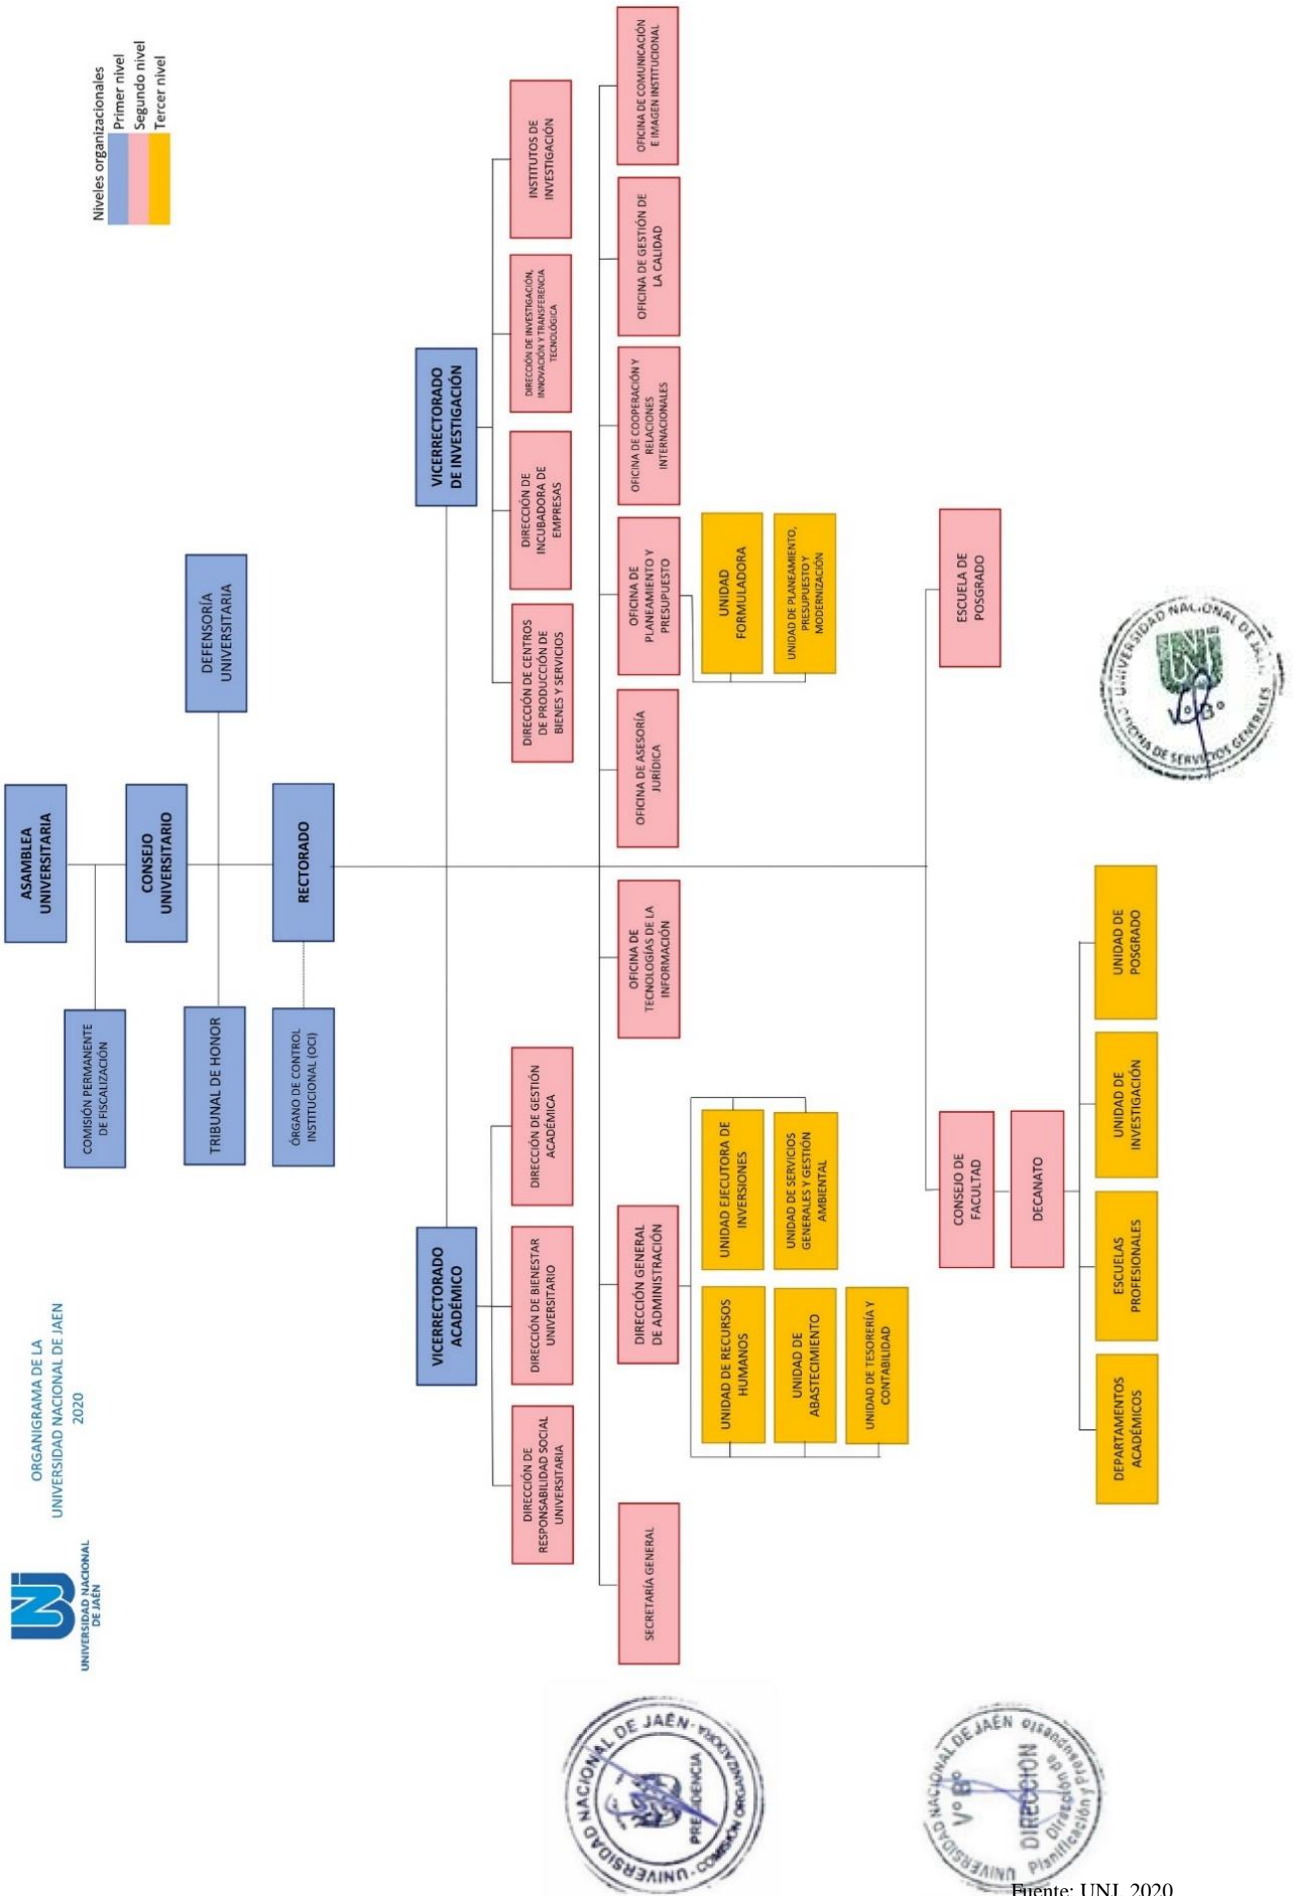 UNJ
UNIVERSIDAD NACIONAL
DE JAÉN
ORGANIGRAMA DE LA
UNIVERSIDAD NACIONAL DE JAEN
2020
Niveles organizacionales
Primer nivel
Segundo nivel
Tercer nivel
ASAMBLEA
UNIVERSITARIA
COMISIÓN PERMANENTE
DE FISCALIZACIÓN
CONSEJO
UNIVERSITARIO
TRIBUNAL DE HONOR
DEFENSORÍA
UNIVERSITARIA
ÓRGANO DE CONTROL
INSTITUCIONAL (OCI)
RECTORADO
VICERRECTORADO
ACADÉMICO
VICERRECTORADO
DE INVESTIGACIÓN
DIRECCIÓN DE
RESPONSABILIDAD SOCIAL
UNIVERSITARIA
DIRECCIÓN DE BIENESTAR
UNIVERSITARIO
DIRECCIÓN DE GESTIÓN
ACADÉMICA
DIRECCIÓN DE CENTROS
DE PRODUCCIÓN DE
BIENES Y SERVICIOS
DIRECCIÓN DE
INCUBADORA DE
EMPRESAS
DIRECCIÓN DE INVESTIGACIÓN,
INNOVACIÓN Y TRANSFERENCIA
TECNOLÓGICA
INSTITUTOS DE
INVESTIGACIÓN
SECRETARÍA GENERAL
DIRECCIÓN GENERAL
DE ADMINISTRACIÓN
OFICINA DE
TECNOLOGÍAS DE LA
INFORMACIÓN
OFICINA DE ASESORÍA
JURÍDICA
OFICINA DE
PLANEAMIENTO Y
PRESUPUESTO
OFICINA DE COOPERACIÓN Y
RELACIONES
INTERNACIONALES
OFICINA DE GESTIÓN DE
LA CALIDAD
OFICINA DE COMUNICACIÓN
E IMAGEN INSTITUCIONAL
UNIDAD DE RECURSOS
HUMANOS
UNIDAD EJECUTORA DE
INVERSIONES
UNIDAD DE
ABASTECIMIENTO
UNIDAD DE SERVICIOS
GENERALES Y GESTIÓN
AMBIENTAL
UNIDAD DE TESORERÍA Y
CONTABILIDAD
UNIDAD
FORMULADORA
UNIDAD DE PLANEAMIENTO,
PRESUPUESTO Y
MODERNIZACIÓN
CONSEJO DE
FACULTAD
ESCUELA DE
POSGRADO
DECANATO
DEPARTAMENTOS
ACADÉMICOS
ESCUELAS
PROFESIONALES
UNIDAD DE
INVESTIGACIÓN
UNIDAD DE
POSGRADO
UNIVERSIDAD NACIONAL DE JAÉN
PRESIDENCIA
COMISIÓN ORGANIZADORA
UNIVERSIDAD NACIONAL DE JAÉN
V° B°
DIRECCION
Dirección de
Planificación y Presupuesto
UNIVERSIDAD NACIONAL DE
UNJ
V° B°
OFICINA DE SERVICIOS GENERALES
Fuente: UNJ, 2020